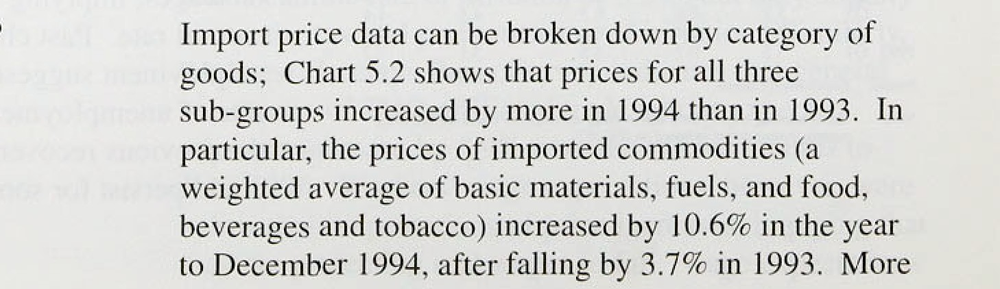 Import price data can be broken down by category of
goods; Chart 5.2 shows that prices for all three
sub-groups increased by more in 1994 than in 1993. In
particular, the prices of imported commodities (a
weighted average of basic materials, fuels, and food,
beverages and tobacco) increased by 10.6% in the year
to December 1994, after falling by 3.7% in 1993. More